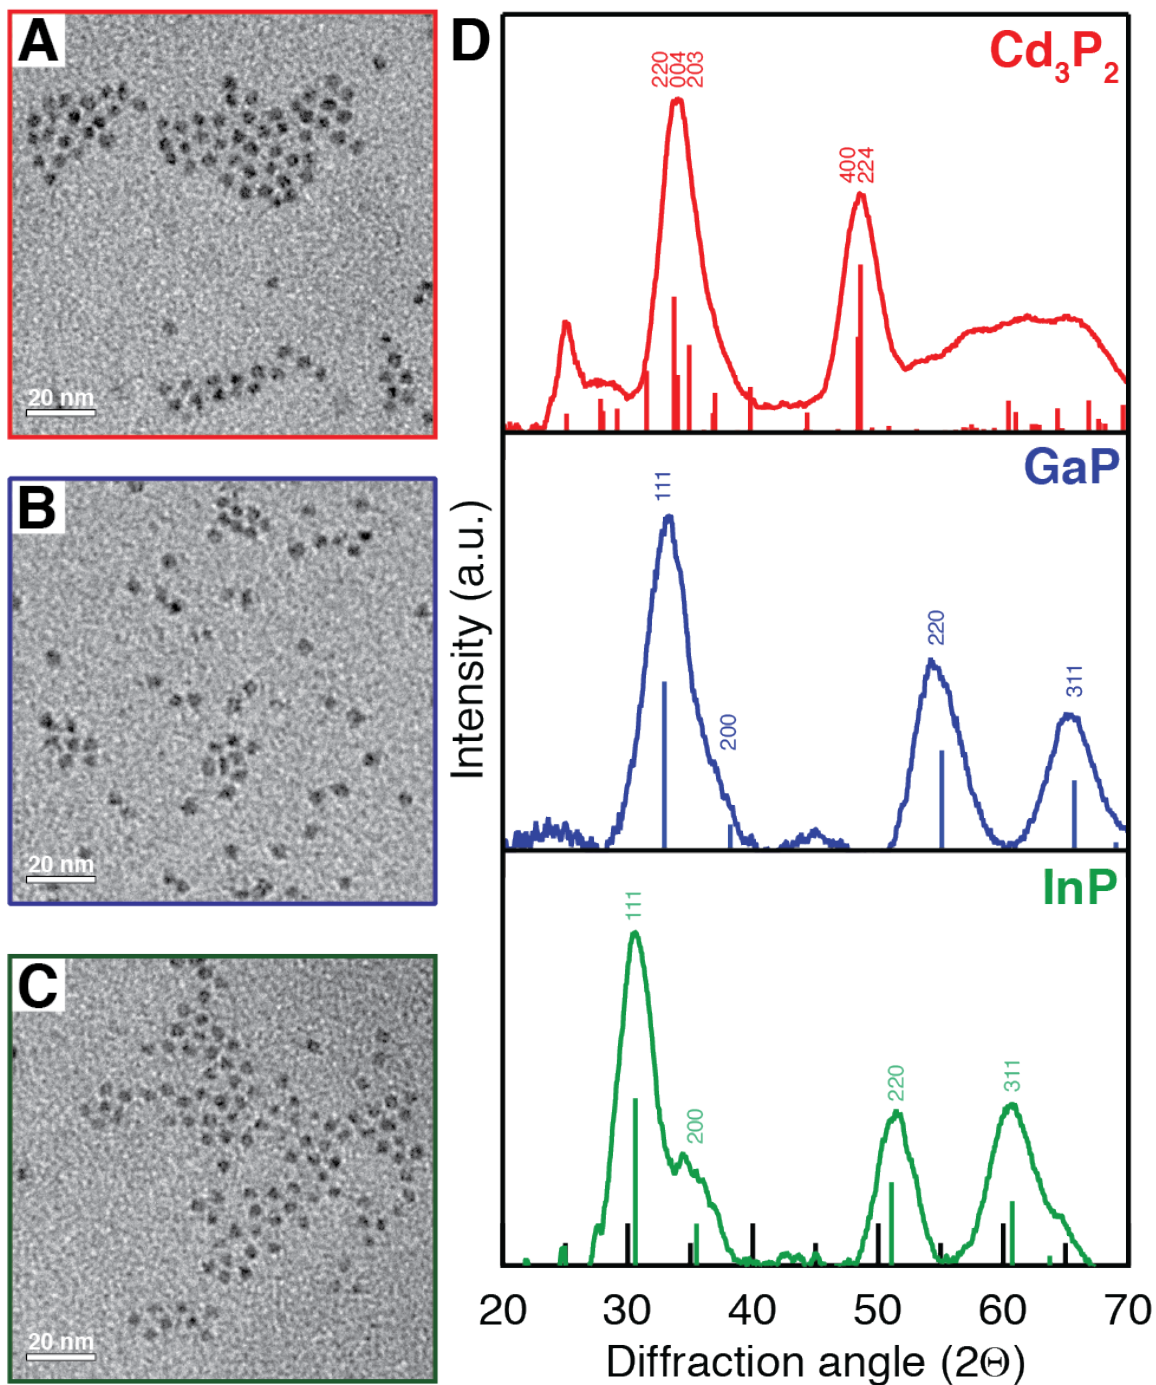 A
20 nm
B
20 nm
C
20 nm
D
Cd3P2
220
004
203
400
224
GaP
111
200
220
311
InP
111
200
220
311
Intensity (a.u.)
20 30 40 50 60 70
Diffraction angle (2Θ)